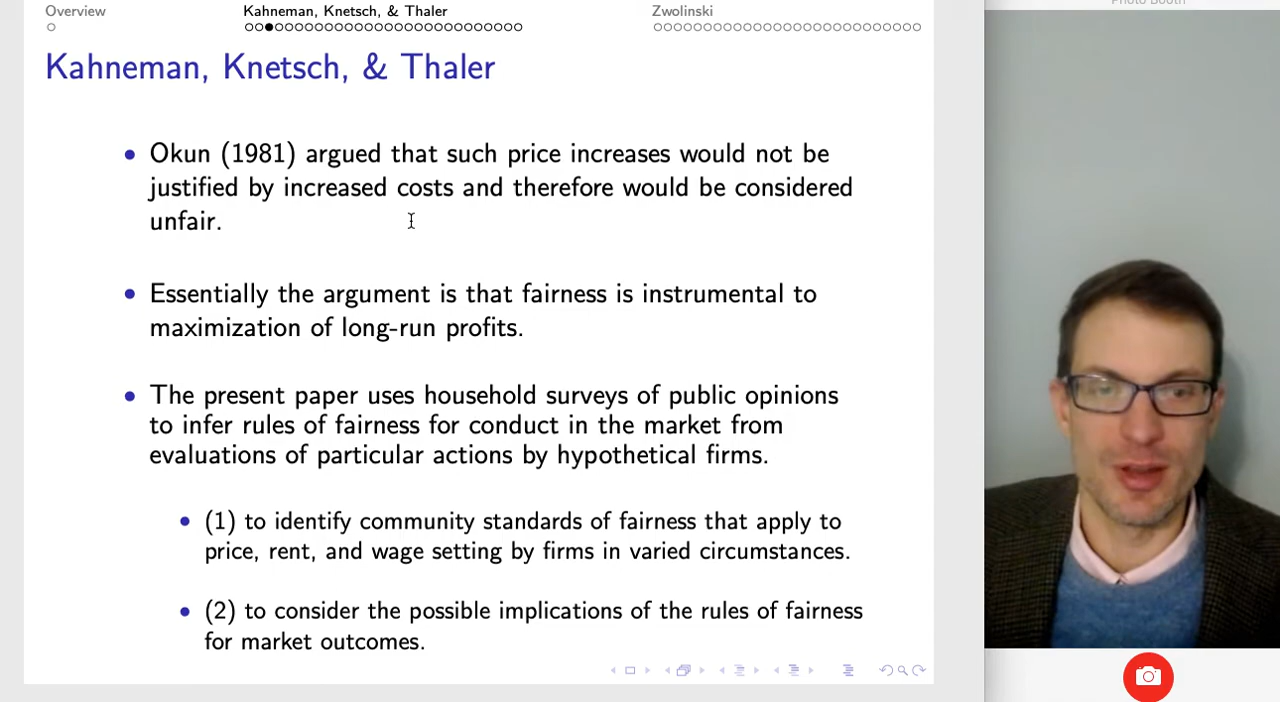 Overview
Kahneman, Knetsch, & Thaler
Zwolinski
Photo Booth
Kahneman, Knetsch, & Thaler
• Okun (1981) argued that such price increases would not be
justified by increased costs and therefore would be considered
unfair.
• Essentially the argument is that fairness is instrumental to
maximization of long-run profits.
• The present paper uses household surveys of public opinions
to infer rules of fairness for conduct in the market from
evaluations of particular actions by hypothetical firms.
• (1) to identify community standards of fairness that apply to
price, rent, and wage setting by firms in varied circumstances.
• (2) to consider the possible implications of the rules of fairness
for market outcomes.